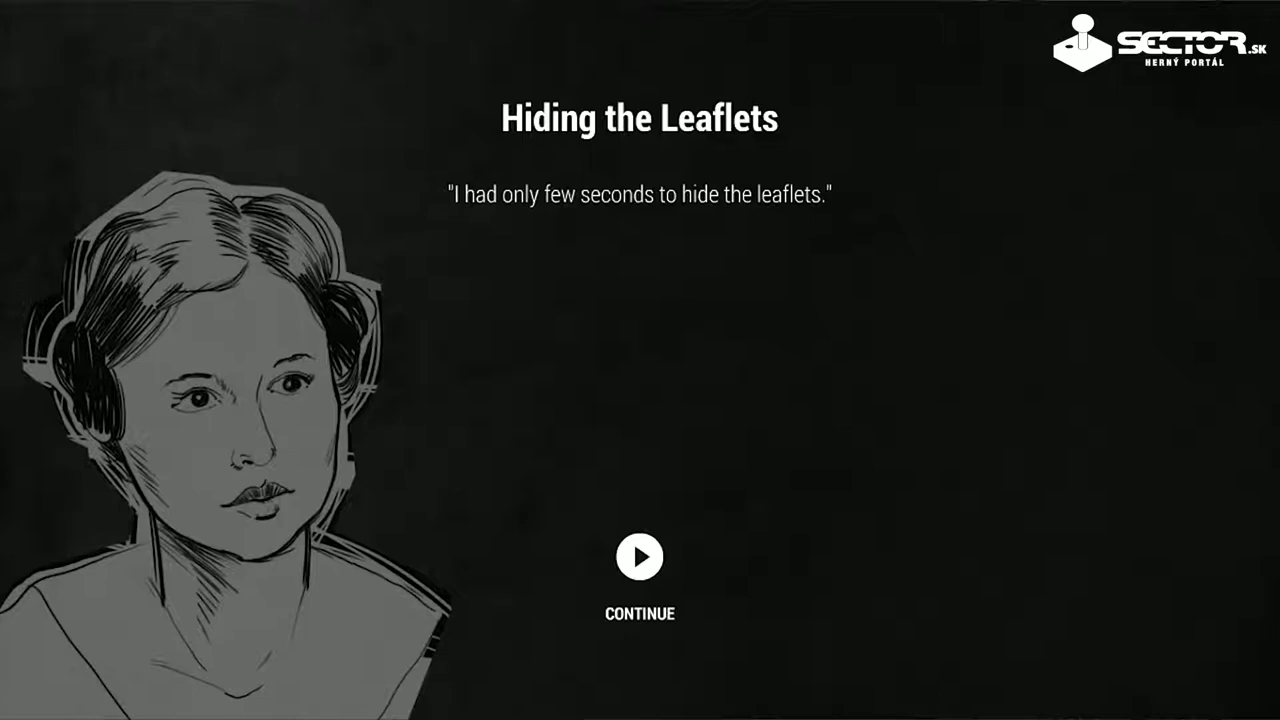 SECTOR.SK
HERNÝ PORTÁL
Hiding the Leaflets
"I had only few seconds to hide the leaflets."
CONTINUE